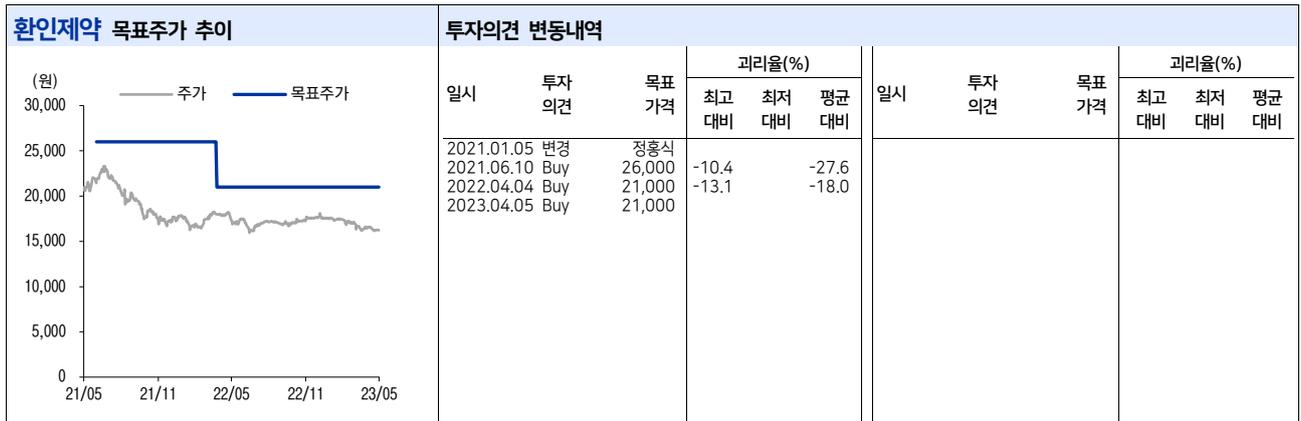 환인제약 목표주가 추이
(원)
주가 목표주가
30,000
25,000
20,000
15,000
10,000
5,000
0
21/05 21/11 22/05 22/11 23/05
투자의견 변동내역
괴리율(%)
일시 투자 의견 목표 가격 최고 대비 최저 대비 평균 대비
2021.01.05 변경 정홍식
2021.06.10 Buy 26,000 -10.4 -27.6
2022.04.04 Buy 21,000 -13.1 -18.0
2023.04.05 Buy 21,000
괴리율(%)
일시 투자 의견 목표 가격 최고 대비 최저 대비 평균 대비